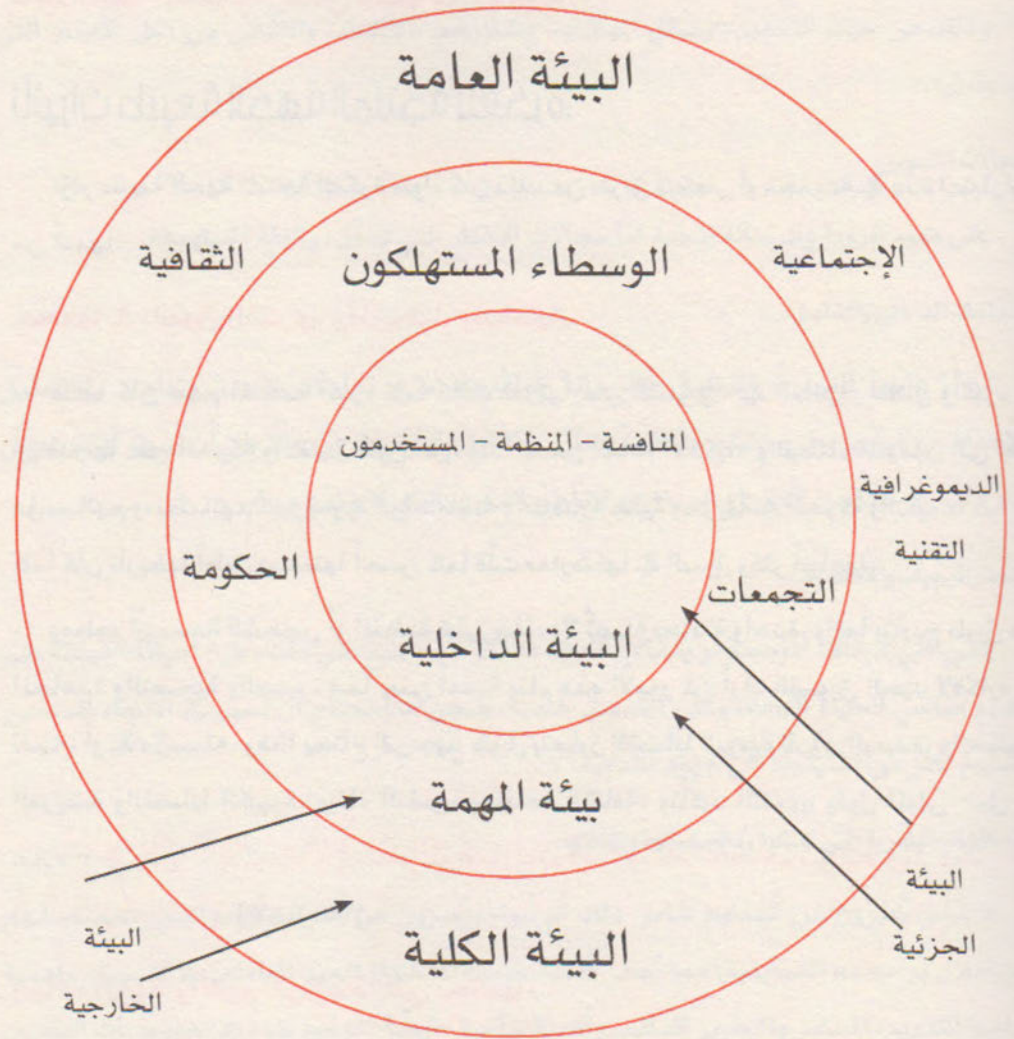 البيئة العامة
الإجتماعية
الوسطاء المستهلكون
الثقافية
المنافسة - المنظمة - المستخدمون
الديموغرافية
التقنية
الحكومة
التجمعات
البيئة الداخلية
بيئة المهمة
البيئة
الجزئية
البيئة الكلية
البيئة
الخارجية